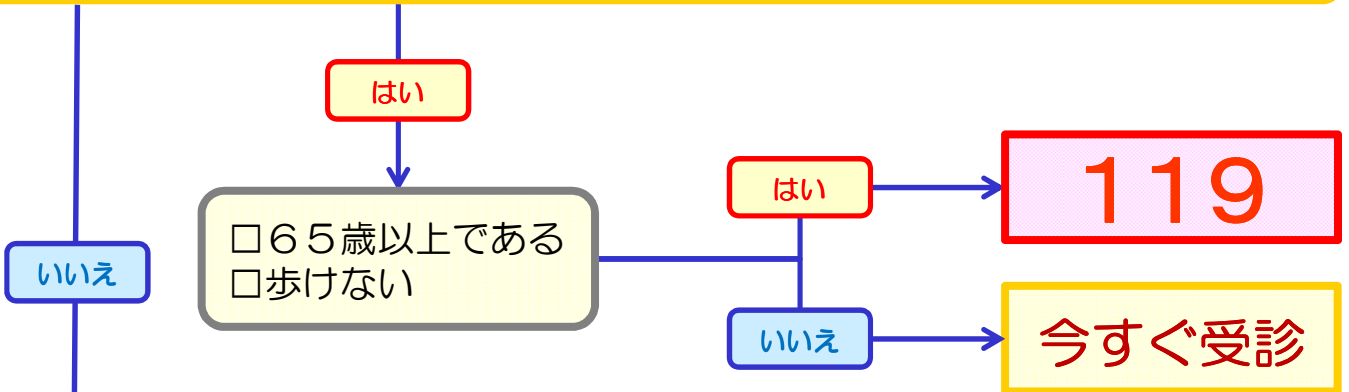 はい
はい
119
□65歳以上である
□歩けない
いいえ
いいえ
今すぐ受診